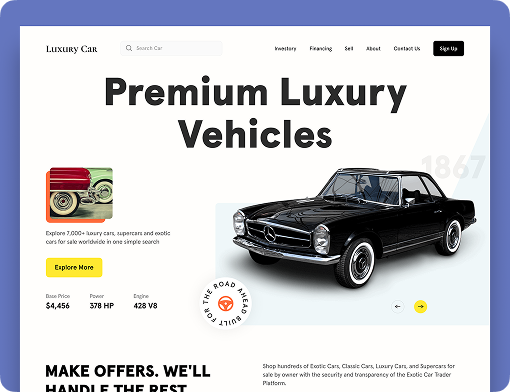 Luxury Car
Search Car
Investory
Financing
Sell
About
Contact Us
Sign Up
Premium Luxury
Vehicles
1867
Explore 7,000+ luxury cars, supercars and exotic
cars for sale worldwide in one simple search
Explore More
Base Price
Power
Engine
$4,456
378 HP
428 V8
THE ROAD AHEAD BUILT FOR
MAKE OFFERS. WE'LL
HANDLE THE REST
Shop hundreds of Exotic Cars, Classic Cars, Luxury Cars, and Supercars for
sale by owner with the security and transparency of the Exotic Car Trader
Platform.